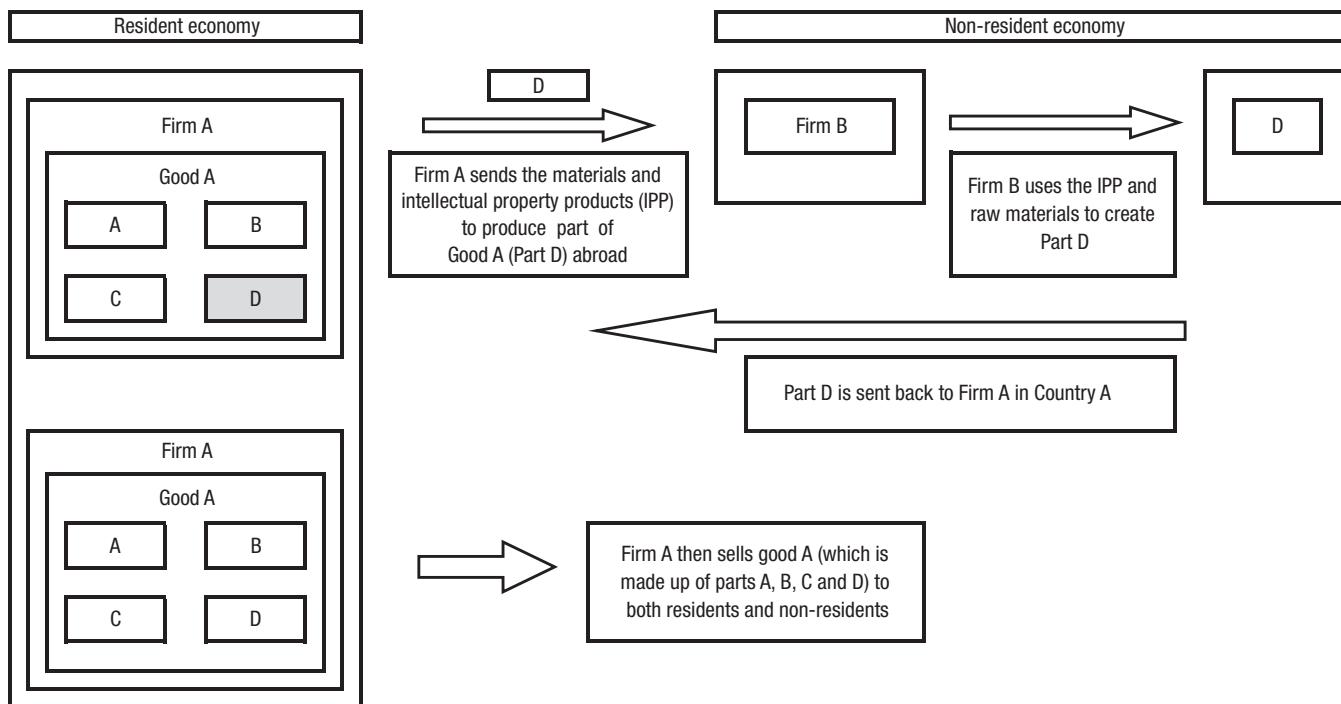 Resident economy
Non-resident economy
Firm A
Good A
A
B
C
D
D
Firm A sends the materials and
intellectual property products (IPP)
to produce part of
Good A (Part D) abroad
Firm B
Firm B uses the IPP and
raw materials to create
Part D
D
Part D is sent back to Firm A in Country A
Firm A
Good A
A
B
C
D
Firm A then sells good A (which is
made up of parts A, B, C and D) to
both residents and non-residents